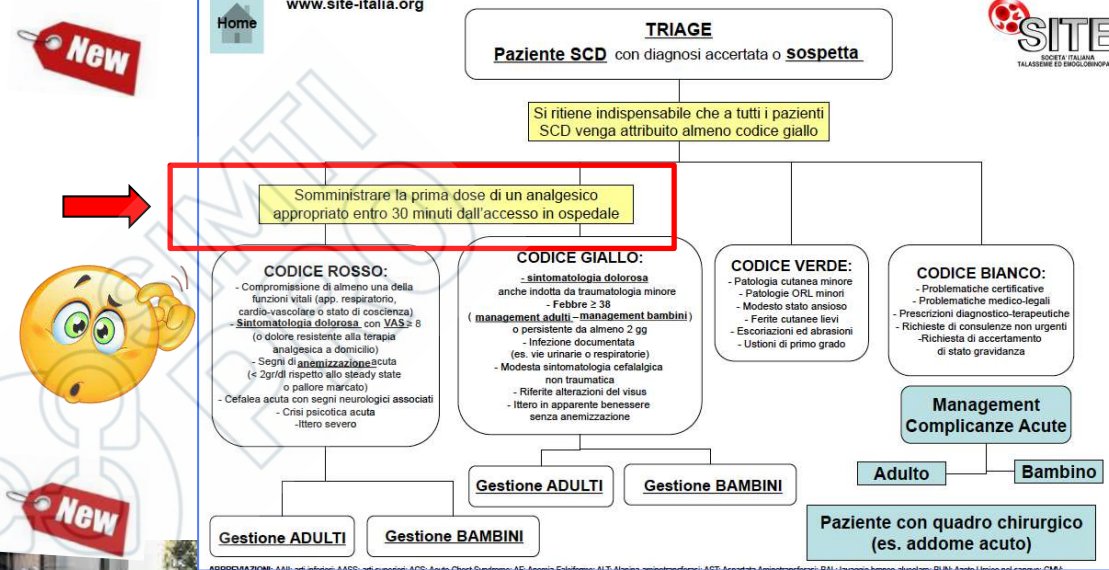 New
Home
www.site-italia.org
SITE
SOCIETA' ITALIANA
TALASSEMIE ED EMOGLOBINOPA
TRIAGE
Paziente SCD con diagnosi accertata o sospetta
Si ritiene indispensabile che a tutti i pazienti
SCD venga attribuito almeno codice giallo
Somministrare la prima dose di un analgesico
appropriato entro 30 minuti dall'accesso in ospedale
CODICE ROSSO:
- Compromissione di almeno una della
funzioni vitali (app. respiratorio,
cardio-vascolare o stato di coscienza)
- Sintomatologia dolorosa con VAS ≥ 8
(o dolore resistente alla terapia
analgesica a domicilio)
- Segni di anemizzazione acuta
(< 2gr/dl rispetto allo steady state
o pallore marcato)
- Cefalea acuta con segni neurologici associati
- Crisi psicotica acuta
-Ittero severo
CODICE GIALLO:
- sintomatologia dolorosa
anche indotta da traumatologia minore
- Febbre ≥ 38
( management adulti – management bambini )
o persistente da almeno 2 gg
- Infezione documentata
(es. vie urinarie o respiratorie)
- Modesta sintomatologia cefalalgica
non traumatica
- Riferite alterazioni del visus
- Ittero in apparente benessere
senza anemizzazione
CODICE VERDE:
- Patologia cutanea minore
- Patologie ORL minori
- Modesto stato ansioso
- Ferite cutanee lievi
- Escoriazioni ed abrasioni
- Ustioni di primo grado
CODICE BIANCO:
- Problematiche certificative
- Problematiche medico-legali
- Prescrizioni diagnostico-terapeutiche
- Richieste di consulenze non urgenti
-Richiesta di accertamento
di stato gravidanza
Management
Complicanze Acute
Adulto
Bambino
Gestione ADULTI
Gestione BAMBINI
Gestione ADULTI
Gestione BAMBINI
Paziente con quadro chirurgico
(es. addome acuto)
New
SIMTI
PRO